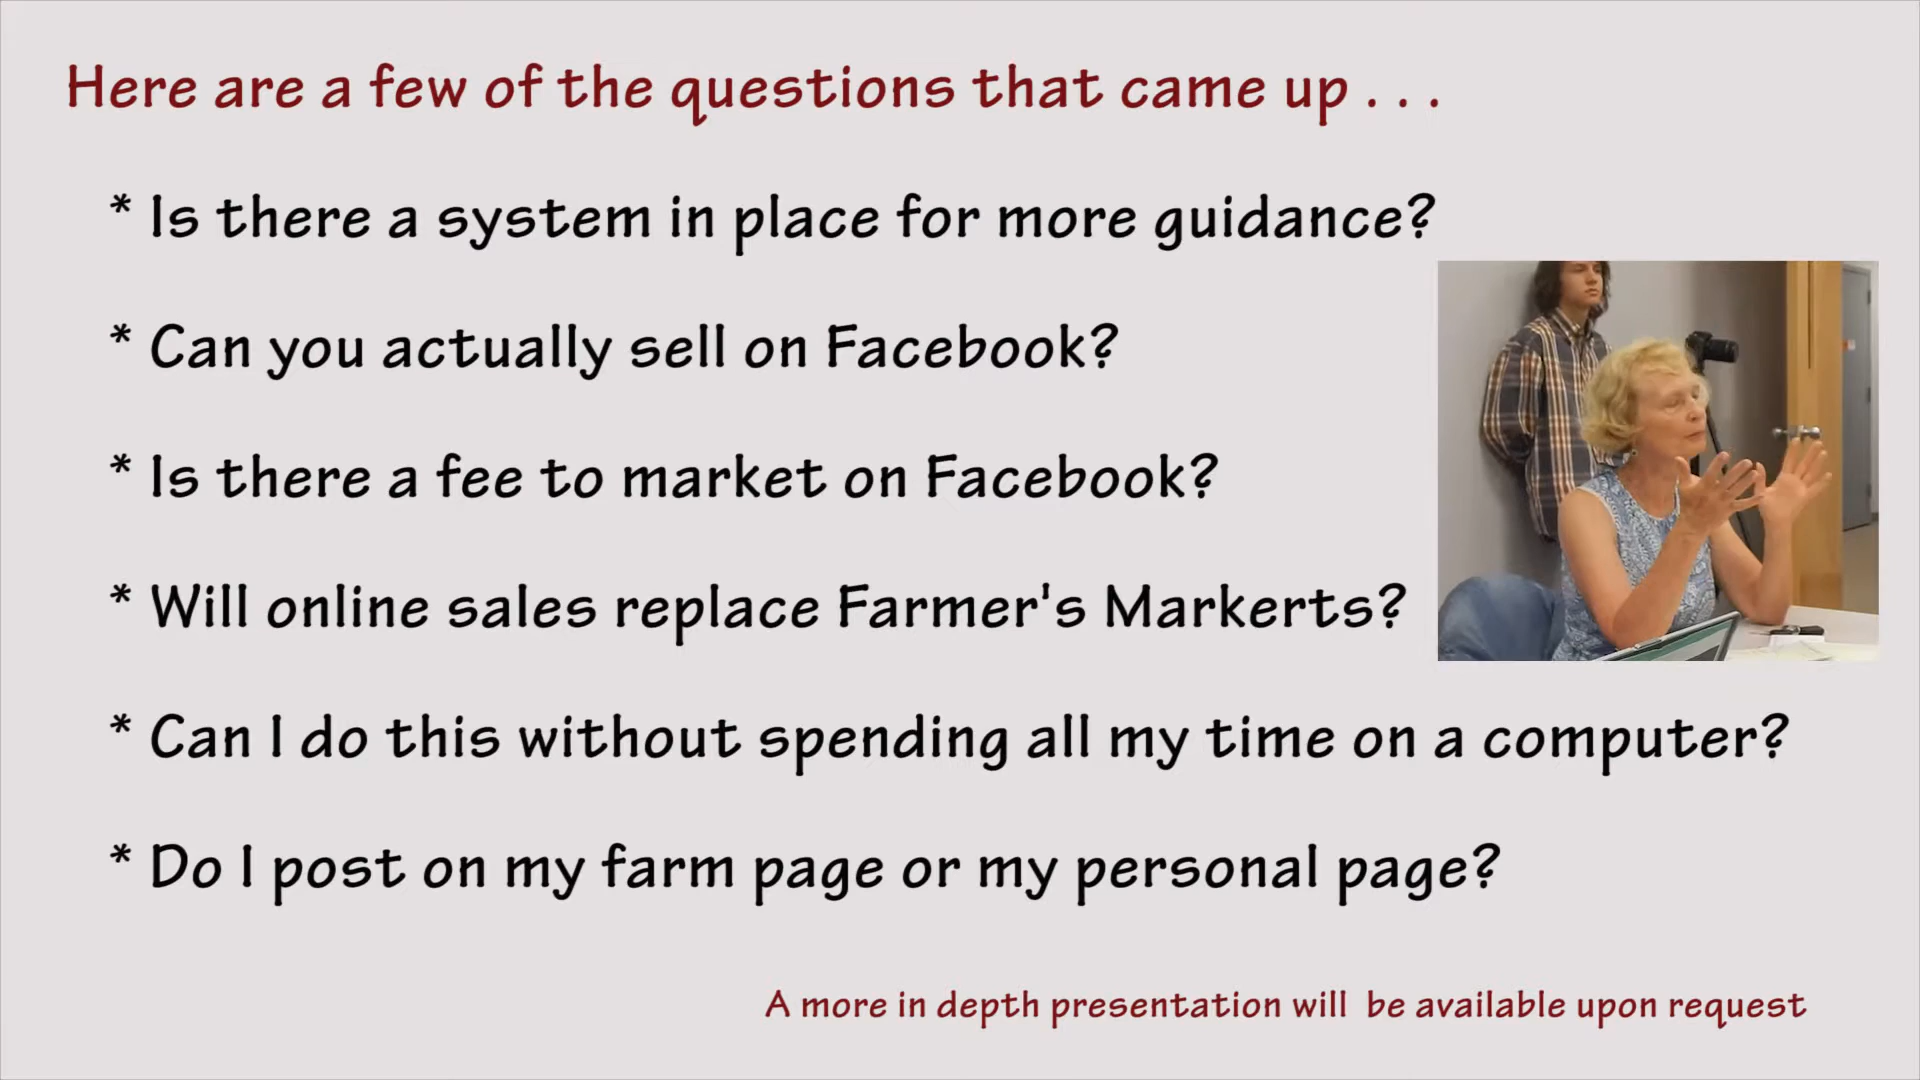 Here are a few of the questions that came up . . .
* Is there a system in place for more guidance?
* Can you actually sell on Facebook?
* Is there a fee to market on Facebook?
* Will online sales replace Farmer's Markerts?
* Can I do this without spending all my time on a computer?
* Do I post on my farm page or my personal page?
A more in depth presentation will be available upon request